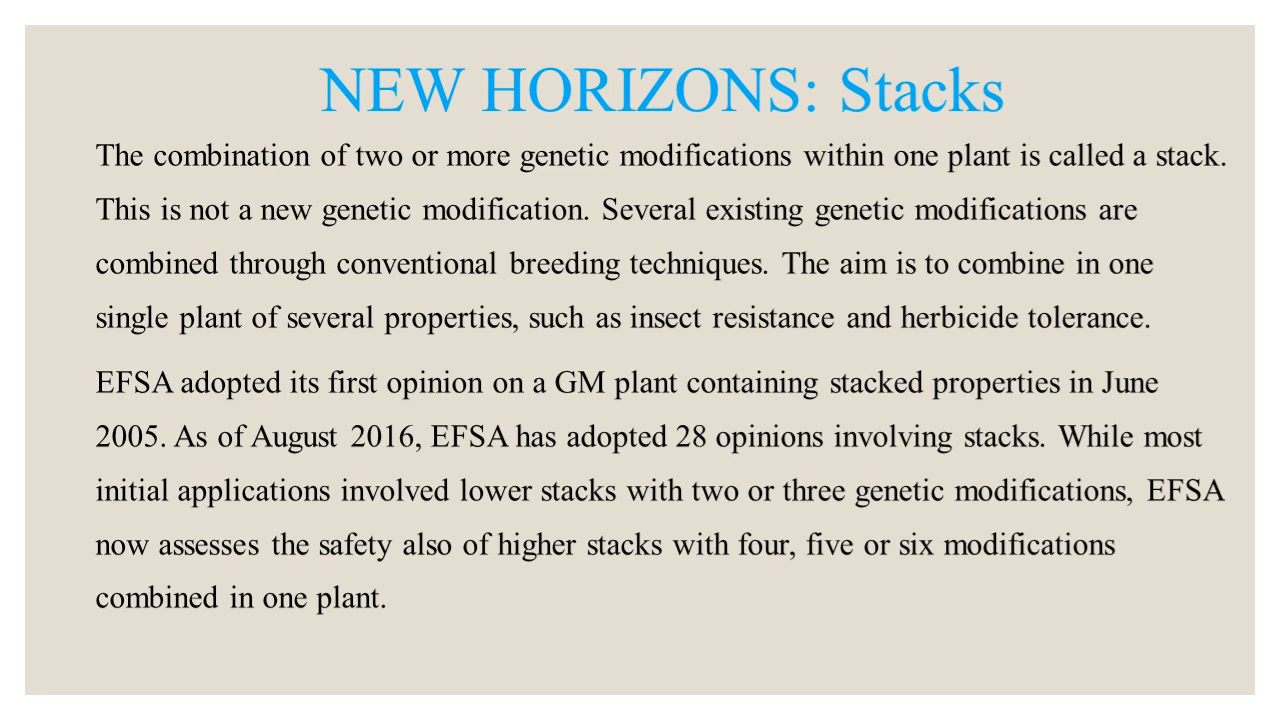 NEW HORIZONS: Stacks
The combination of two or more genetic modifications within one plant is called a stack.
This is not a new genetic modification. Several existing genetic modifications are
combined through conventional breeding techniques. The aim is to combine in one
single plant of several properties, such as insect resistance and herbicide tolerance.
EFSA adopted its first opinion on a GM plant containing stacked properties in June
2005. As of August 2016, EFSA has adopted 28 opinions involving stacks. While most
initial applications involved lower stacks with two or three genetic modifications, EFSA
now assesses the safety also of higher stacks with four, five or six modifications
combined in one plant.